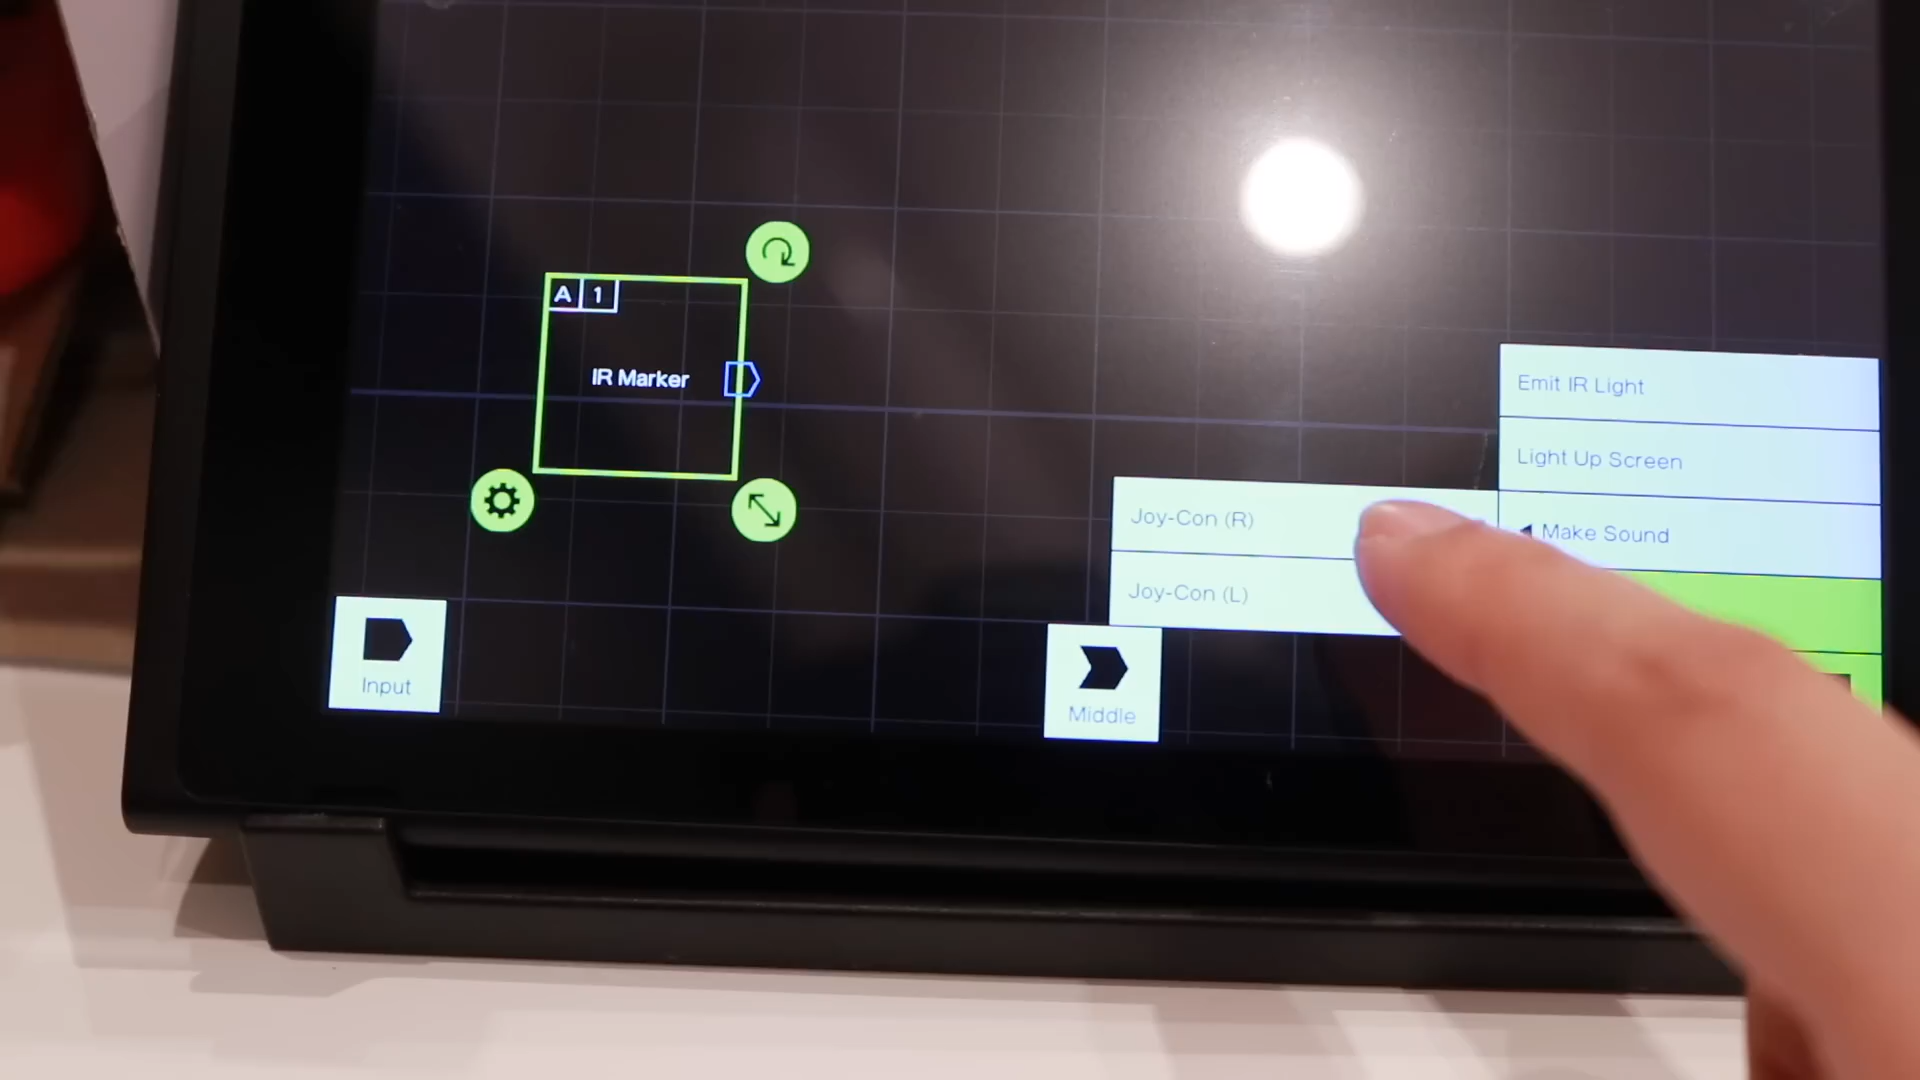 A 1
IR Marker
Emit IR Light
Light Up Screen
Make Sound
Joy-Con (R)
Joy-Con (L)
Input
Middle